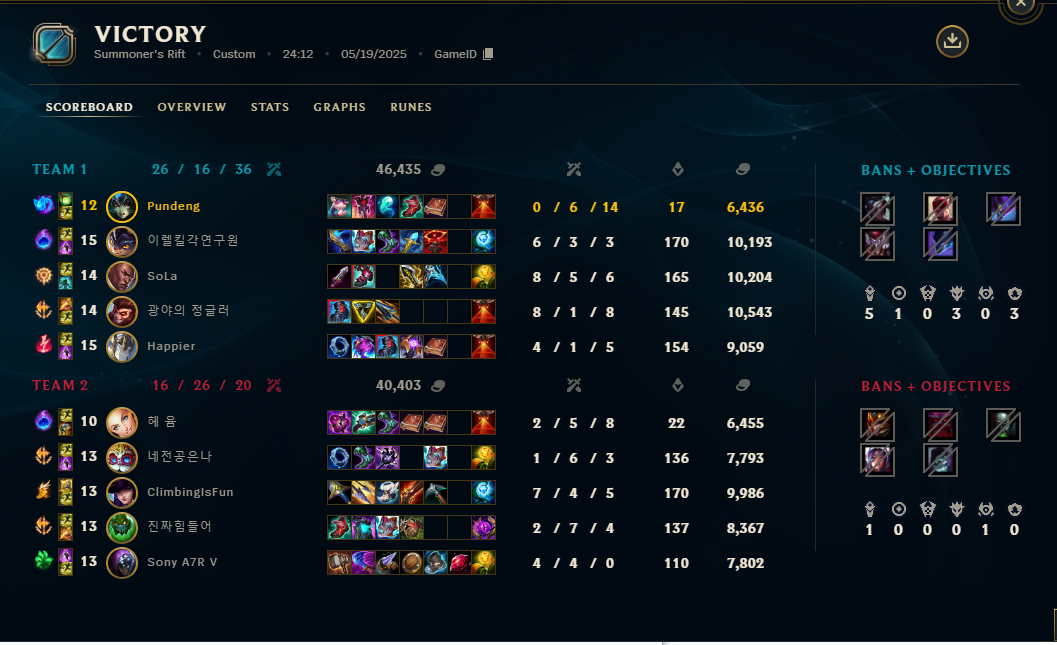 VICTORY
Summoner's Rift • Custom • 24:12 • 05/19/2025 • GameID
SCOREBOARD OVERVIEW STATS GRAPHS RUNES
TEAM 1 26 / 16 / 36 46,435 BANS + OBJECTIVES
12 Pundeng 0 / 6 / 14 17 6,436
15 이렐킬각연구원 6 / 3 / 3 170 10,193
14 SoLa 8 / 5 / 6 165 10,204
14 광야의 정글러 8 / 1 / 8 145 10,543
5 1 0 3 0 3
15 Happier 4 / 1 / 5 154 9,059
TEAM 2 16 / 26 / 20 40,403 BANS + OBJECTIVES
10 헤 윰 2 / 5 / 8 22 6,455
13 네전공은나 1 / 6 / 3 136 7,793
13 ClimbingIsFun 7 / 4 / 5 170 9,986
13 진짜힘들어 2 / 7 / 4 137 8,367
1 0 0 0 1 0
13 Sony A7R V 4 / 4 / 0 110 7,802